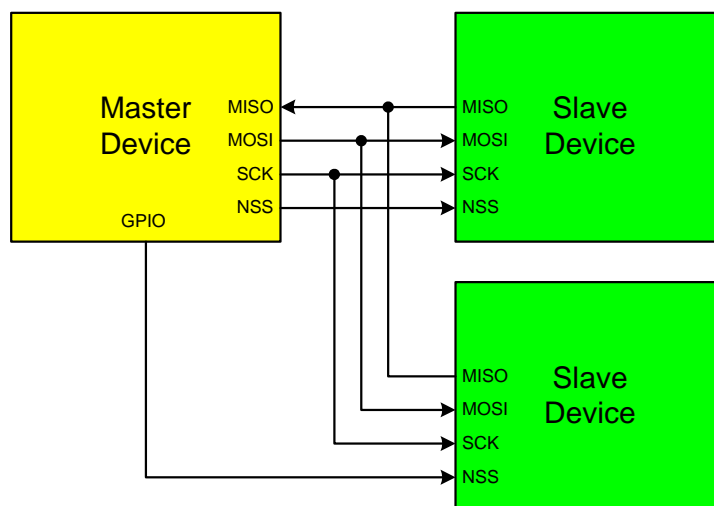 Master
Device
MISO
MOSI
SCK
NSS
GPIO
MISO
MOSI
SCK
NSS
Slave
Device
MISO
MOSI
SCK
NSS
Slave
Device